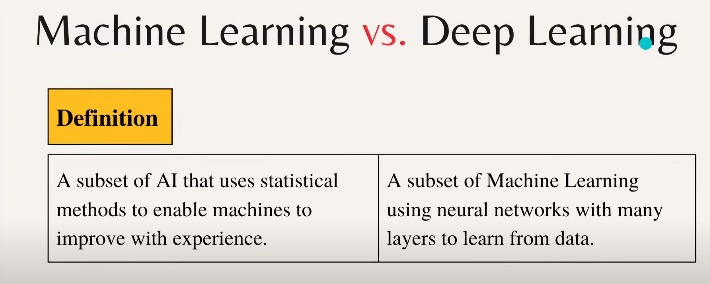 Machine Learning vs. Deep Learning
Definition
A subset of AI that uses statistical
methods to enable machines to
improve with experience.
A subset of Machine Learning
using neural networks with many
layers to learn from data.